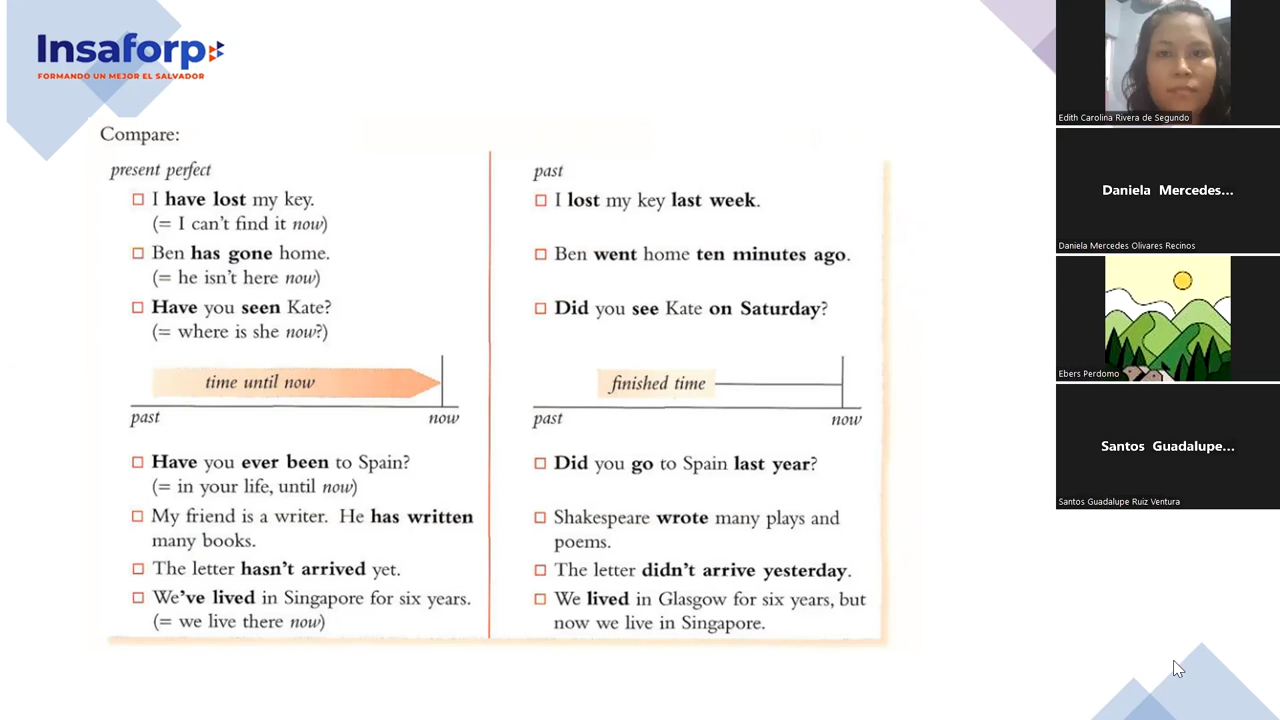 Insaforp
FORMANDO UN MEJOR EL SALVADOR
Compare:
present perfect
I have lost my key.
(= I can't find it now)
Ben has gone home.
(= he isn't here now)
Have you seen Kate?
(= where is she now?)
time until now
past now
Have you ever been to Spain?
(= in your life, until now)
My friend is a writer. He has written
many books.
The letter hasn't arrived yet.
We've lived in Singapore for six years.
(= we live there now)
past
I lost my key last week.
Ben went home ten minutes ago.
Did you see Kate on Saturday?
finished time
past now
Did you go to Spain last year?
Shakespeare wrote many plays and
poems.
The letter didn't arrive yesterday.
We lived in Glasgow for six years, but
now we live in Singapore.
Edith Carolina Rivera de Segundo
Daniela Mercedes...
Daniela Mercedes Olivares Recinos
Ebers Perdomo
Santos Guadalupe...
Santos Guadalupe Ruiz Ventura